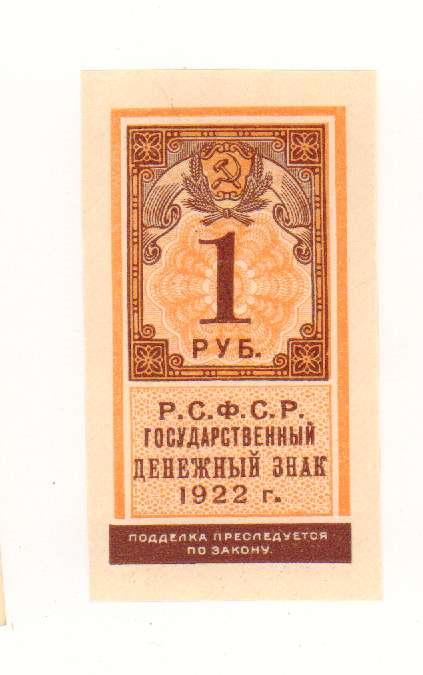 1
РУБ.
Р.С.Ф.С.Р.
ГОСУДАРСТВЕННЫЙ
ДЕНЕЖНЫЙ ЗНАК
1922 г.
ПОДДЕЛКА ПРЕСЛЕДУЕТСЯ
ПО ЗАКОНУ.